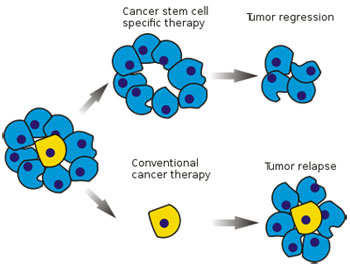 Cancer stem cell
specific therapy
Tumor regression
Conventional
cancer therapy
Tumor relapse